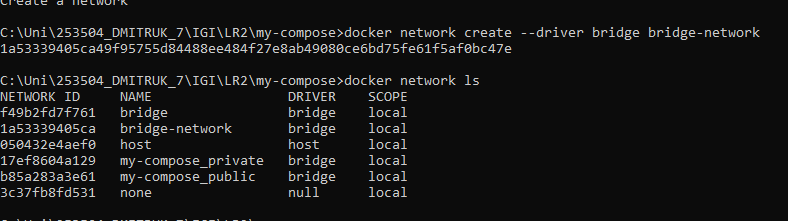 Create a network
C:\Uni\253504_DMITRUK_7\IGI\LR2\my-compose>docker network create --driver bridge bridge-network
1a53339405ca49f95755d84488ee484f27e8ab49080ce6bd75fe61f5af0bc47e
C:\Uni\253504_DMITRUK_7\IGI\LR2\my-compose>docker network ls
NETWORK ID     NAME                 DRIVER    SCOPE
f49b2fd7f761   bridge               bridge    local
1a53339405ca   bridge-network       bridge    local
050432e4aef0   host                 host      local
17ef8604a129   my-compose_private   bridge    local
b85a283a3e61   my-compose_public    bridge    local
3c37fb8fd531   none                 null      local